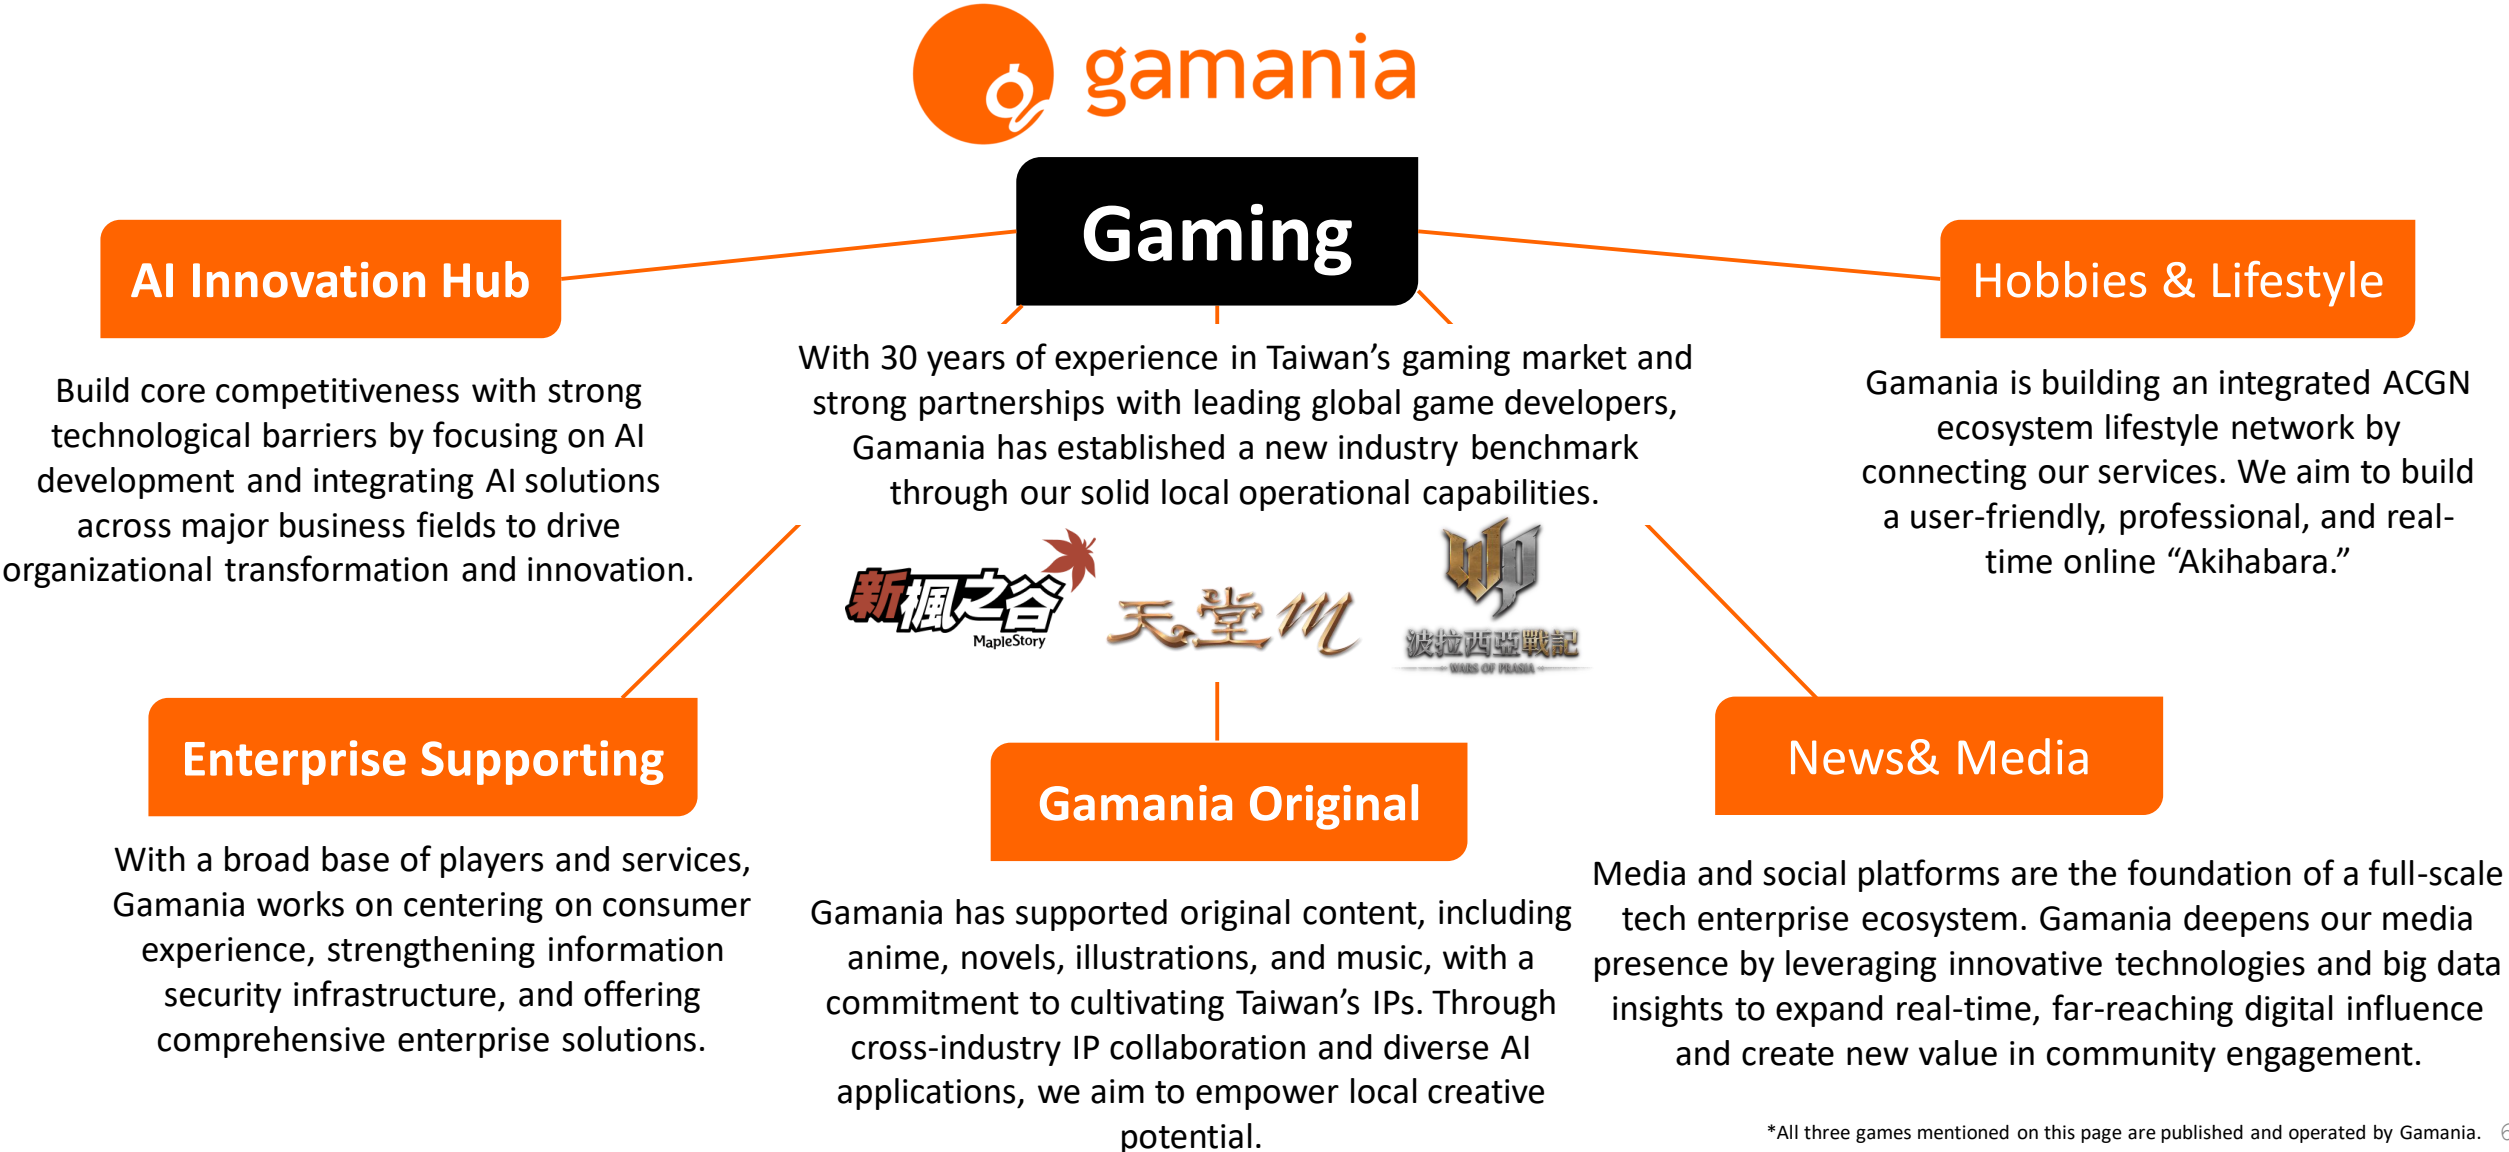 gamania
Gaming
AI Innovation Hub
Build core competitiveness with strong
technological barriers by focusing on AI
development and integrating AI solutions
across major business fields to drive
organizational transformation and innovation.
With 30 years of experience in Taiwan’s gaming market and
strong partnerships with leading global game developers,
Gamania has established a new industry benchmark
through our solid local operational capabilities.
新楓之谷
MapleStory
天堂M
WP
波拉西亞戰記
WARS OF PRASIA
Hobbies & Lifestyle
Gamania is building an integrated ACGN
ecosystem lifestyle network by
connecting our services. We aim to build
a user-friendly, professional, and real-
time online “Akihabara.”
Enterprise Supporting
With a broad base of players and services,
Gamania works on centering on consumer
experience, strengthening information
security infrastructure, and offering
comprehensive enterprise solutions.
Gamania Original
Gamania has supported original content, including
anime, novels, illustrations, and music, with a
commitment to cultivating Taiwan’s IPs. Through
cross-industry IP collaboration and diverse AI
applications, we aim to empower local creative
potential.
News& Media
Media and social platforms are the foundation of a full-scale
tech enterprise ecosystem. Gamania deepens our media
presence by leveraging innovative technologies and big data
insights to expand real-time, far-reaching digital influence
and create new value in community engagement.
*All three games mentioned on this page are published and operated by Gamania.
6